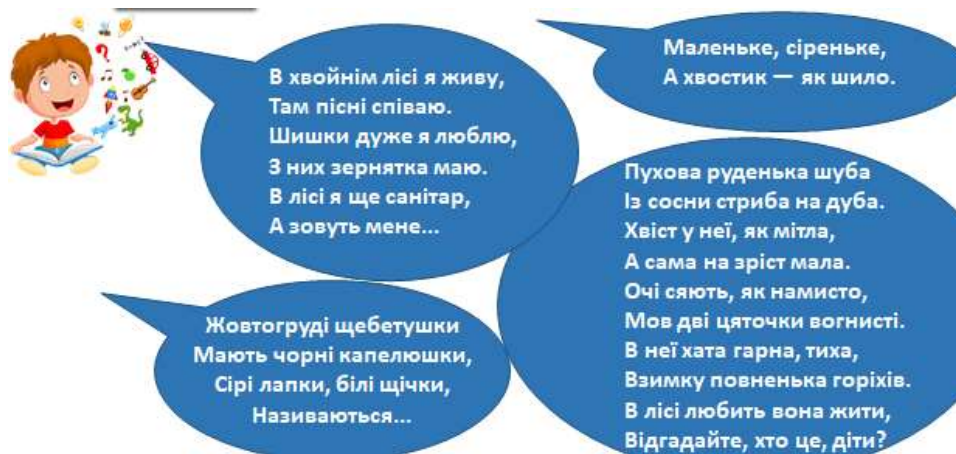 В хвойнім лісі я живу,
Там пісні співаю.
Шишки дуже я люблю,
З них зернятка маю.
В лісі я ще санітар,
А зовуть мене...
Маленьке, сіреньке,
А хвостик — як шило.
Пухова руденька шуба
Із сосни стриба на дуба.
Хвіст у неї, як мітла,
А сама на зріст мала.
Очі сяють, як намисто,
Мов дві цяточки вогнисті.
В неї хата гарна, тиха,
Взимку повненька горіхів.
В лісі любить вона жити,
Відгадайте, хто це, діти?
Жовтогруді щебетушки
Мають чорні капелюшки,
Сірі лапки, білі щічки,
Називаються...